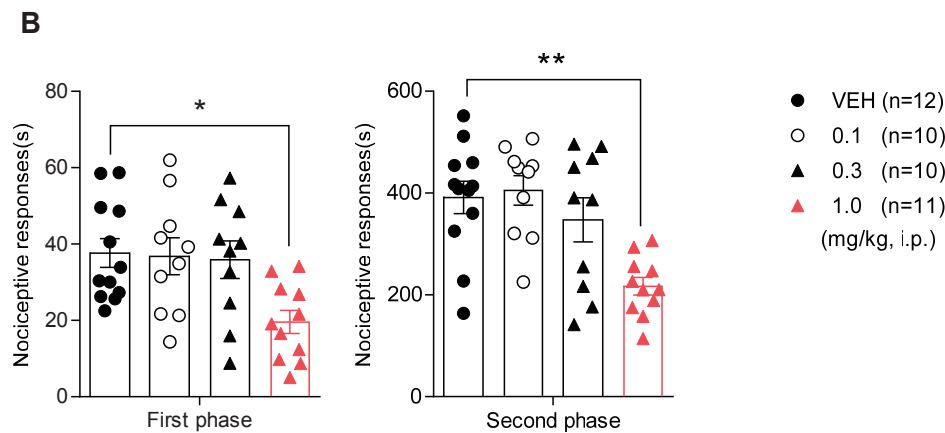 B
Nociceptive responses(s)
80
60
40
20
0
*
First phase
Nociceptive responses(s)
600
400
200
0
**
Second phase
VEH (n=12)
0.1 (n=10)
0.3 (n=10)
1.0 (n=11)
(mg/kg, i.p.)